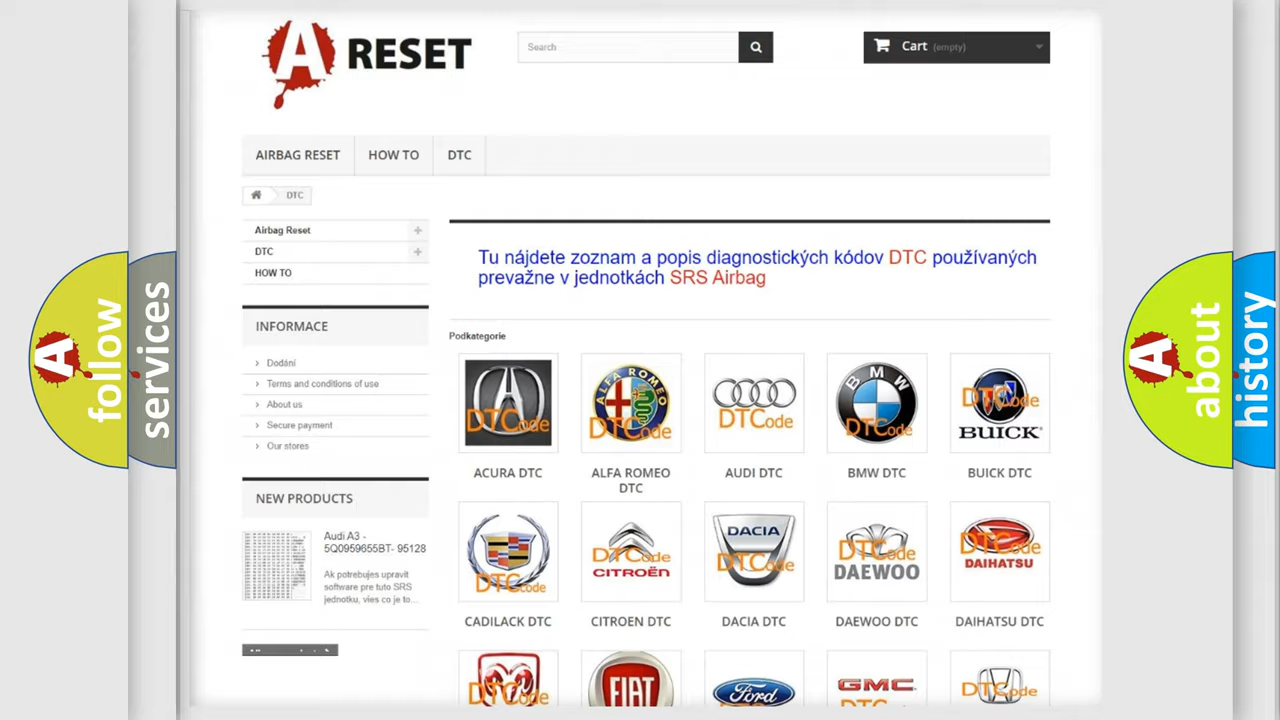 A RESET
Search
Cart (empty)
AIRBAG RESET
HOW TO
DTC
DTC
Airbag Reset
DTC
HOW TO
INFORMACE
Dodání
Terms and conditions of use
About us
Secure payment
Our stores
NEW PRODUCTS
Audi A3 -
5Q0959655BT- 95128
Ak potrebujes upravit
software pre tuto SRS
jednotku, vies co je to...
Tu nájdete zoznam a popis diagnostických kódov DTC používaných
prevažne v jednotkách SRS Airbag
Podkategorie
DTCode
ALFA ROMEO
DTCode
DTCode
BMW
DTCode
DTCode
BUICK
ACURA DTC
ALFA ROMEO
DTC
AUDI DTC
BMW DTC
BUICK DTC
DTCode
DTCode
CITROËN
DACIA
DTCode
DTCode
DAEWOO
DTCode
DAIHATSU
CADILACK DTC
CITROEN DTC
DACIA DTC
DAEWOO DTC
DAIHATSU DTC
DTCode
FIAT
Ford
GMC
DTCode
A
follow
services
A
about
history